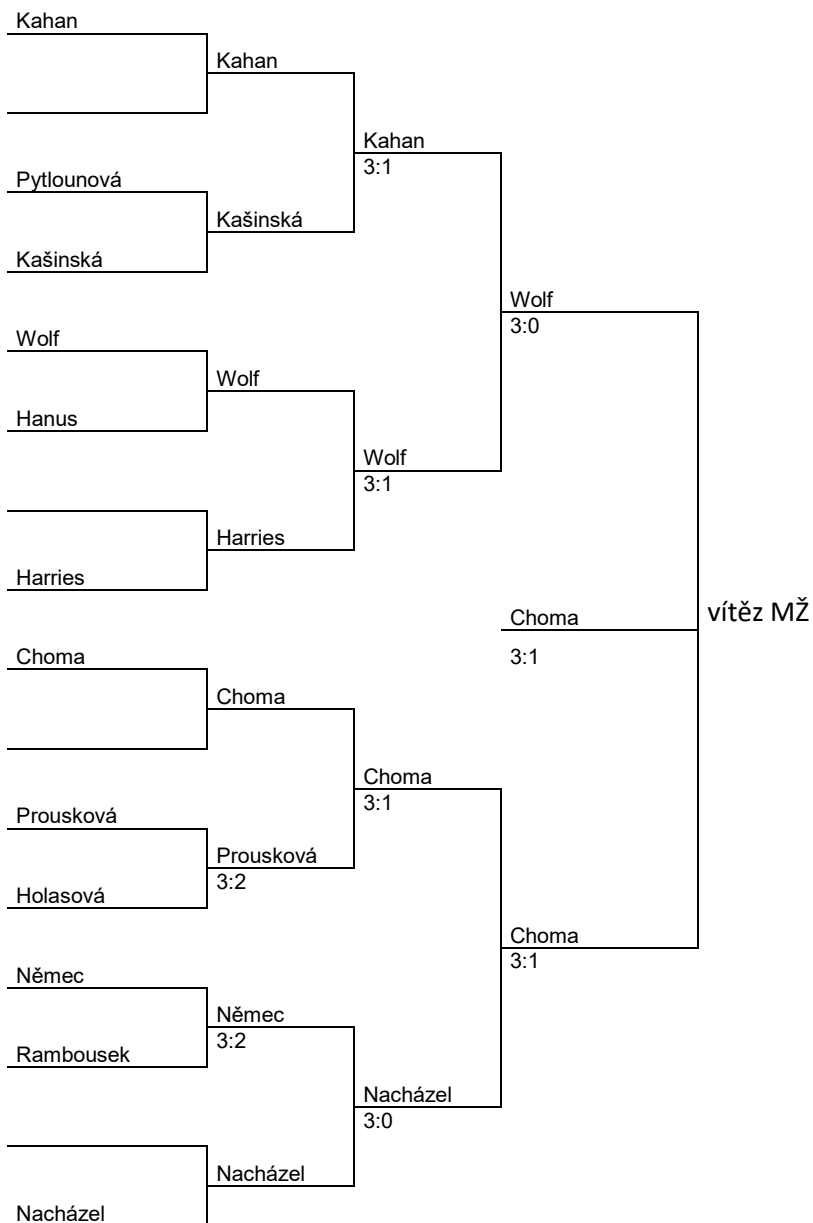 Kahan
Kahan
Kahan
3:1
Pytlounová
Kašinská
Kašinská
Wolf
3:0
Wolf
Wolf
Hanus
Wolf
3:1
Harries
Harries
Choma
3:1
vítěz MŽ
Choma
Choma
Choma
3:1
Prousková
Prousková
3:2
Holasová
Choma
3:1
Němec
Němec
3:2
Rambousek
Nacházel
3:0
Nacházel
Nacházel